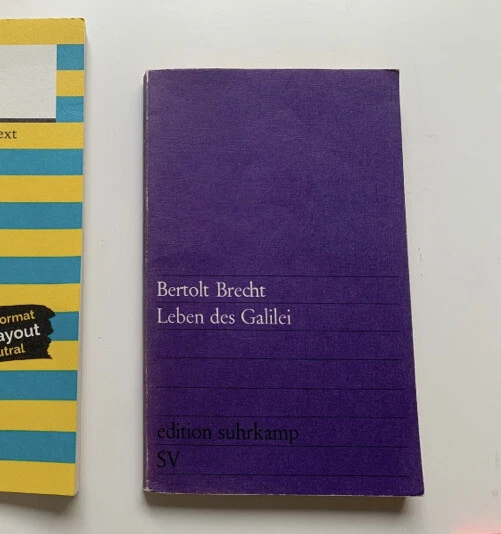 ext
ormat
ayout
utral
Bertolt Brecht
Leben des Galilei
edition suhrkamp
SV